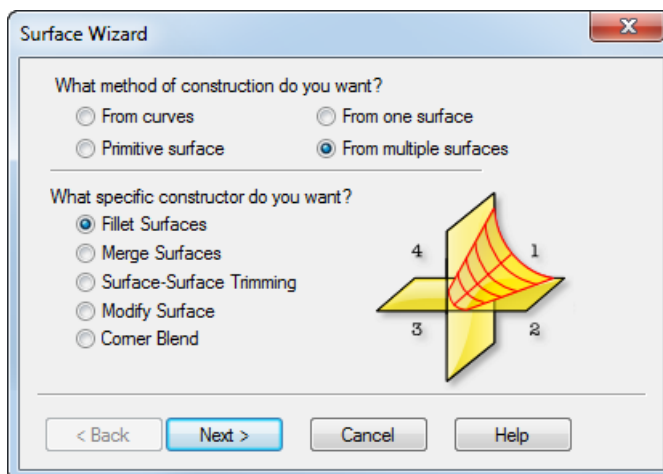 Surface Wizard
What method of construction do you want?
From curves From one surface
Primitive surface From multiple surfaces
What specific constructor do you want?
Fillet Surfaces
Merge Surfaces
Surface-Surface Trimming
Modify Surface
Corner Blend
4 1
3 2
< Back Next > Cancel Help